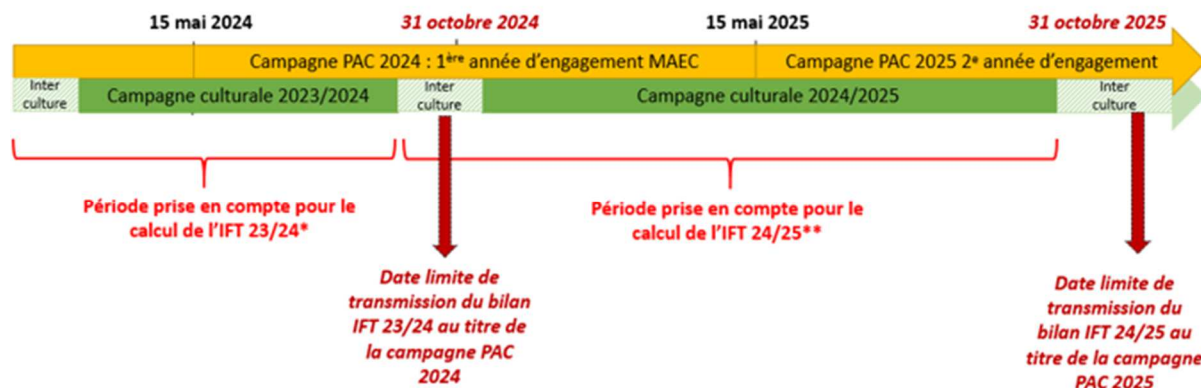 15 mai 2024
31 octobre 2024
15 mai 2025
31 octobre 2025
Campagne PAC 2024 : 1ère année d'engagement MAEC
Campagne PAC 2025 2e année d'engagement
Inter
culture
Campagne culturale 2023/2024
Inter
culture
Campagne culturale 2024/2025
Inter
culture
Période prise en compte pour le
calcul de l'IFT 23/24*
Période prise en compte pour le
calcul de l'IFT 24/25**
Date limite de
transmission du bilan
IFT 23/24 au titre de
la campagne PAC
2024
Date limite de
transmission du
bilan IFT 24/25 au
titre de la campagne
PAC 2025